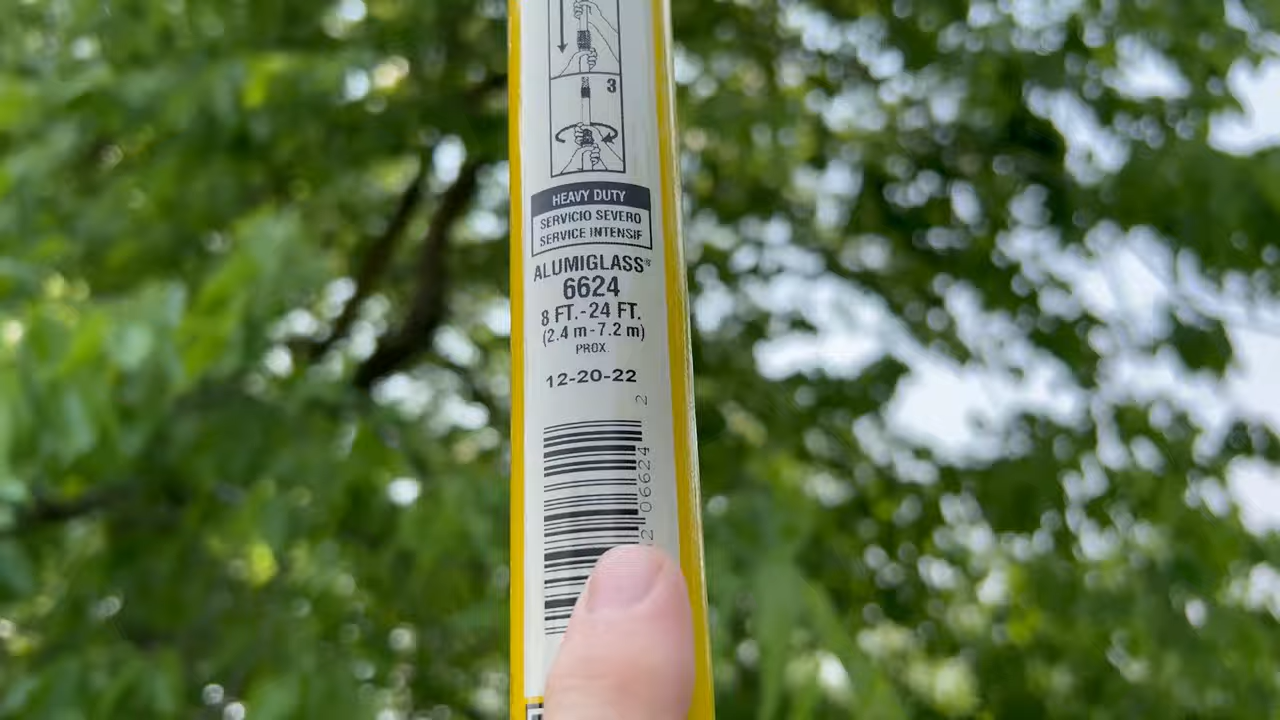 3
HEAVY DUTY
SERVICIO SEVERO
SERVICE INTENSIF
ALUMIGLASS®
6624
8 FT.-24 FT.
(2.4 m-7.2 m)
PROX.
12-20-22
2
2 06624